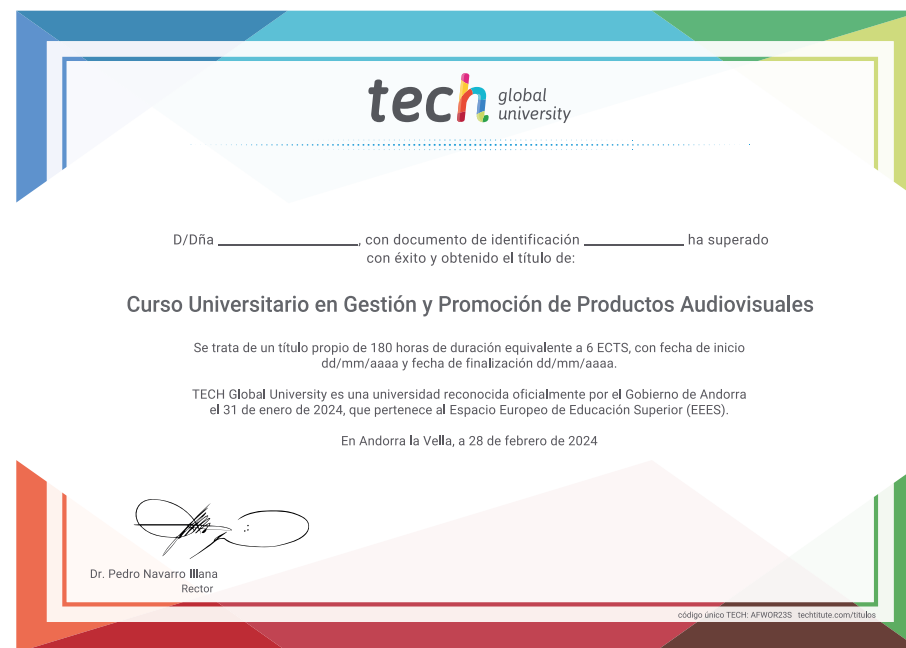 tech global
university
D/Dña ____________________, con documento de identificación ______________ ha superado
con éxito y obtenido el título de:
Curso Universitario en Gestión y Promoción de Productos Audiovisuales
Se trata de un título propio de 180 horas de duración equivalente a 6 ECTS, con fecha de inicio
dd/mm/aaaa y fecha de finalización dd/mm/aaaa.
TECH Global University es una universidad reconocida oficialmente por el Gobierno de Andorra
el 31 de enero de 2024, que pertenece al Espacio Europeo de Educación Superior (EEES).
En Andorra la Vella, a 28 de febrero de 2024
Dr. Pedro Navarro Illana
Rector
código único TECH: AFWOR23S techtitute.com/titulos